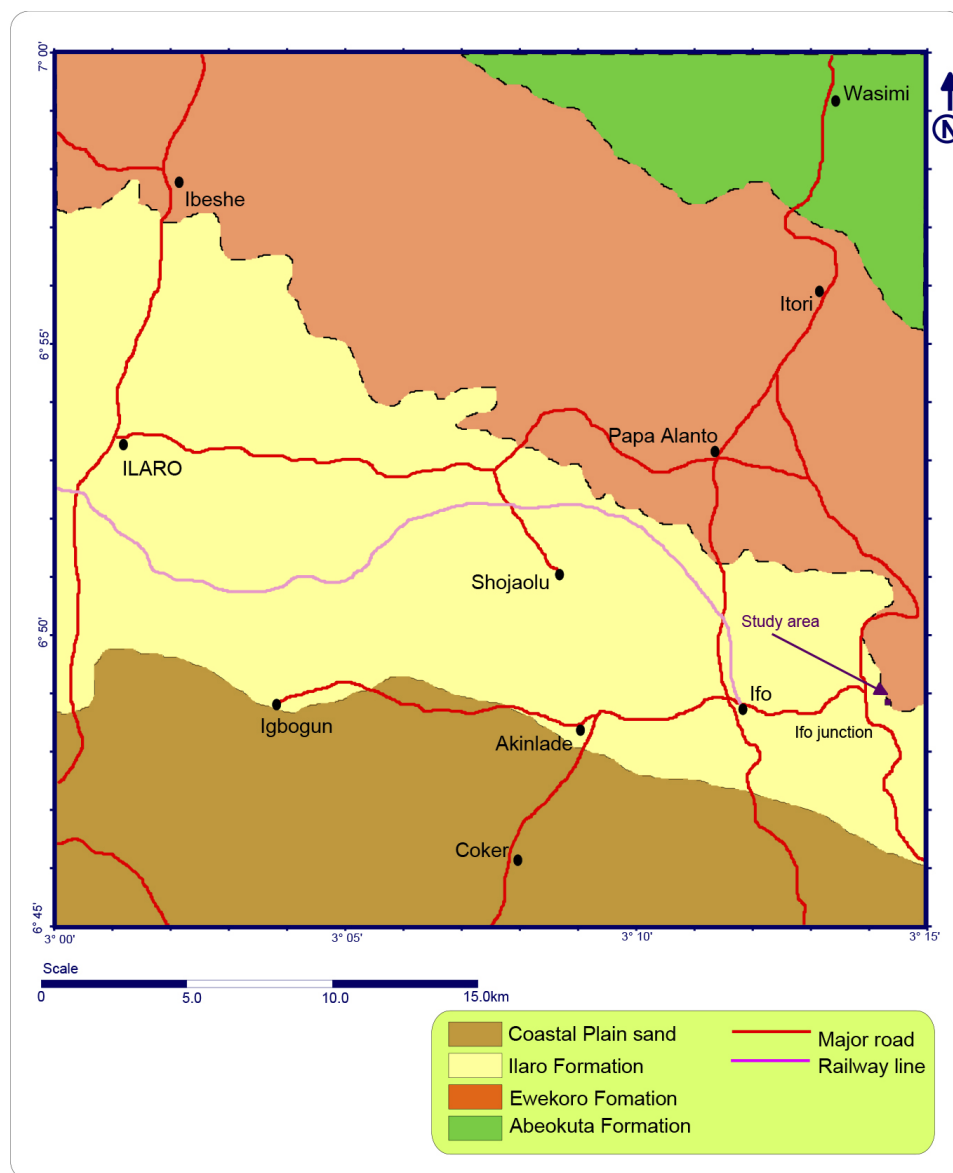 7° 00'
N
Wasimi
Ibeshe
Itori
6° 55'
Papa Alanto
ILARO
Shojaolu
6° 50'
Study area
Ifo
Igbogun
Ifo junction
Akinlade
Coker
6° 45'
3° 00'
3° 05'
3° 10'
3° 15'
Scale
0 5.0 10.0 15.0km
Coastal Plain sand
Major road
Ilaro Formation
Railway line
Ewekoro Fomation
Abeokuta Formation